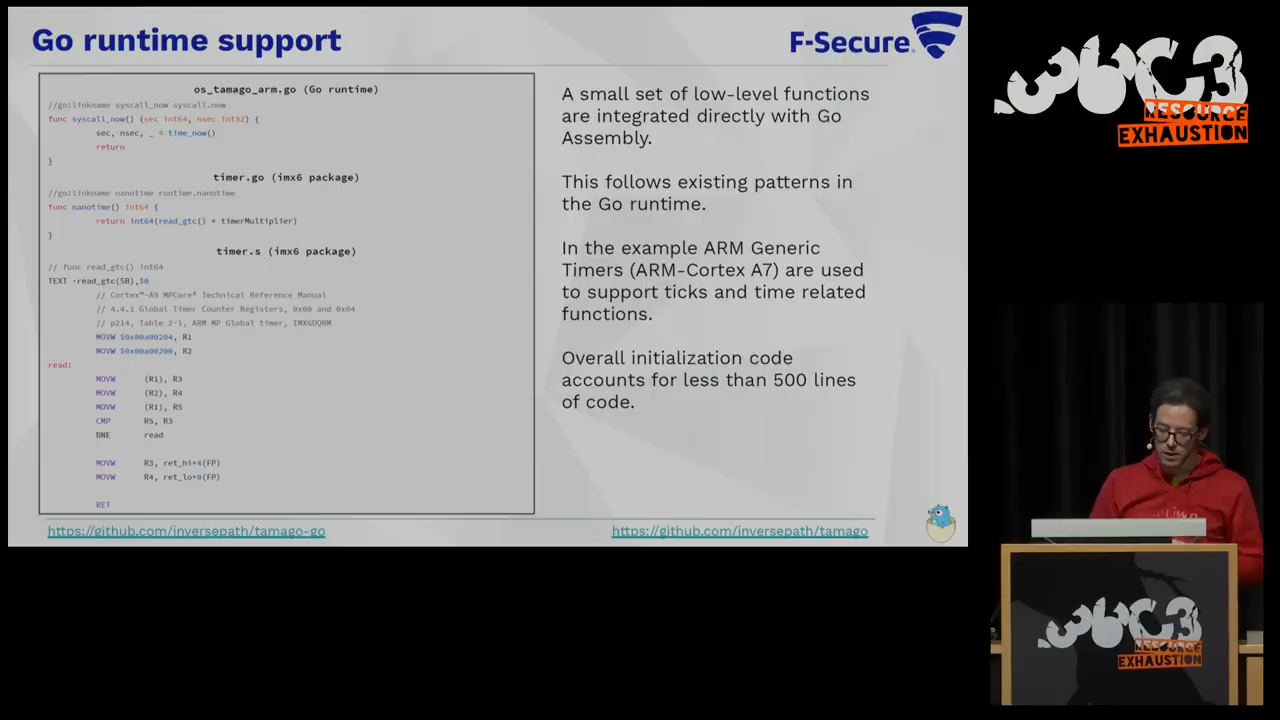 Go runtime support
F-Secure
os_tamago_arm.go (Go runtime)
//go:linkname syscall_now syscall.now
func syscall_now() (sec int64, nsec int32) {
sec, nsec, _ = time_now()
return
}
timer.go (imx6 package)
//go:linkname nanotime runtime.nanotime
func nanotime() int64 {
return int64(read_gtc() * timerMultiplier)
}
timer.s (imx6 package)
// func read_gtc() int64
TEXT ·read_gtc(SB),$0
// Cortex™-A9 MPCore® Technical Reference Manual
// 4.4.1 Global Timer Counter Registers, 0x00 and 0x04
// p214, Table 2-1, ARM MP Global timer, IMX6DQRM
MOVW $0x00a00204, R1
MOVW $0x00a00200, R2
read:
MOVW (R1), R3
MOVW (R2), R4
MOVW (R1), R5
CMP R5, R3
BNE read
MOVW R3, ret_hi+4(FP)
MOVW R4, ret_lo+0(FP)
RET
A small set of low-level functions
are integrated directly with Go
Assembly.
This follows existing patterns in
the Go runtime.
In the example ARM Generic
Timers (ARM-Cortex A7) are used
to support ticks and time related
functions.
Overall initialization code
accounts for less than 500 lines
of code.
https://github.com/inversepath/tamago-go
https://github.com/inversepath/tamago
36C3
RESOURCE
EXHAUSTION
36C3
RESOURCE
EXHAUSTION